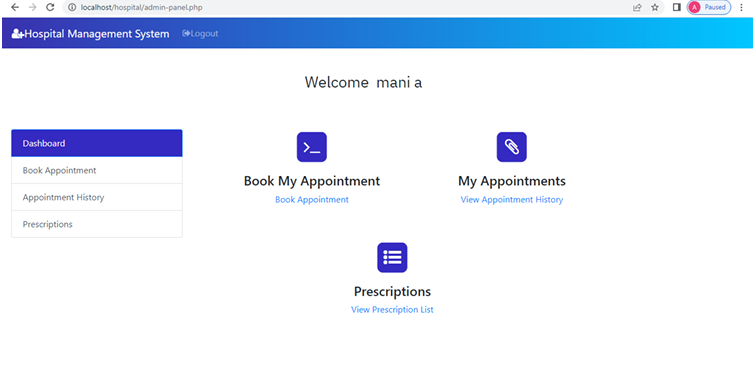 localhost/hospital/admin-panel.php
A Paused
Hospital Management System Logout
Welcome mani a
Dashboard
Book Appointment
Appointment History
Prescriptions
Book My Appointment
Book Appointment
My Appointments
View Appointment History
Prescriptions
View Prescription List